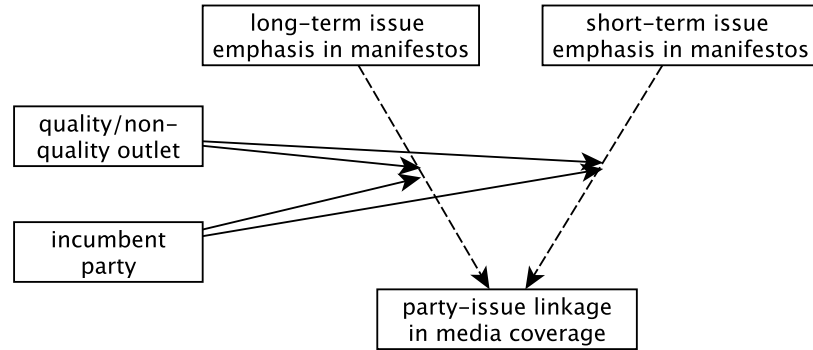 long-term issue
emphasis in manifestos
short-term issue
emphasis in manifestos
quality/non-
quality outlet
incumbent
party
party-issue linkage
in media coverage